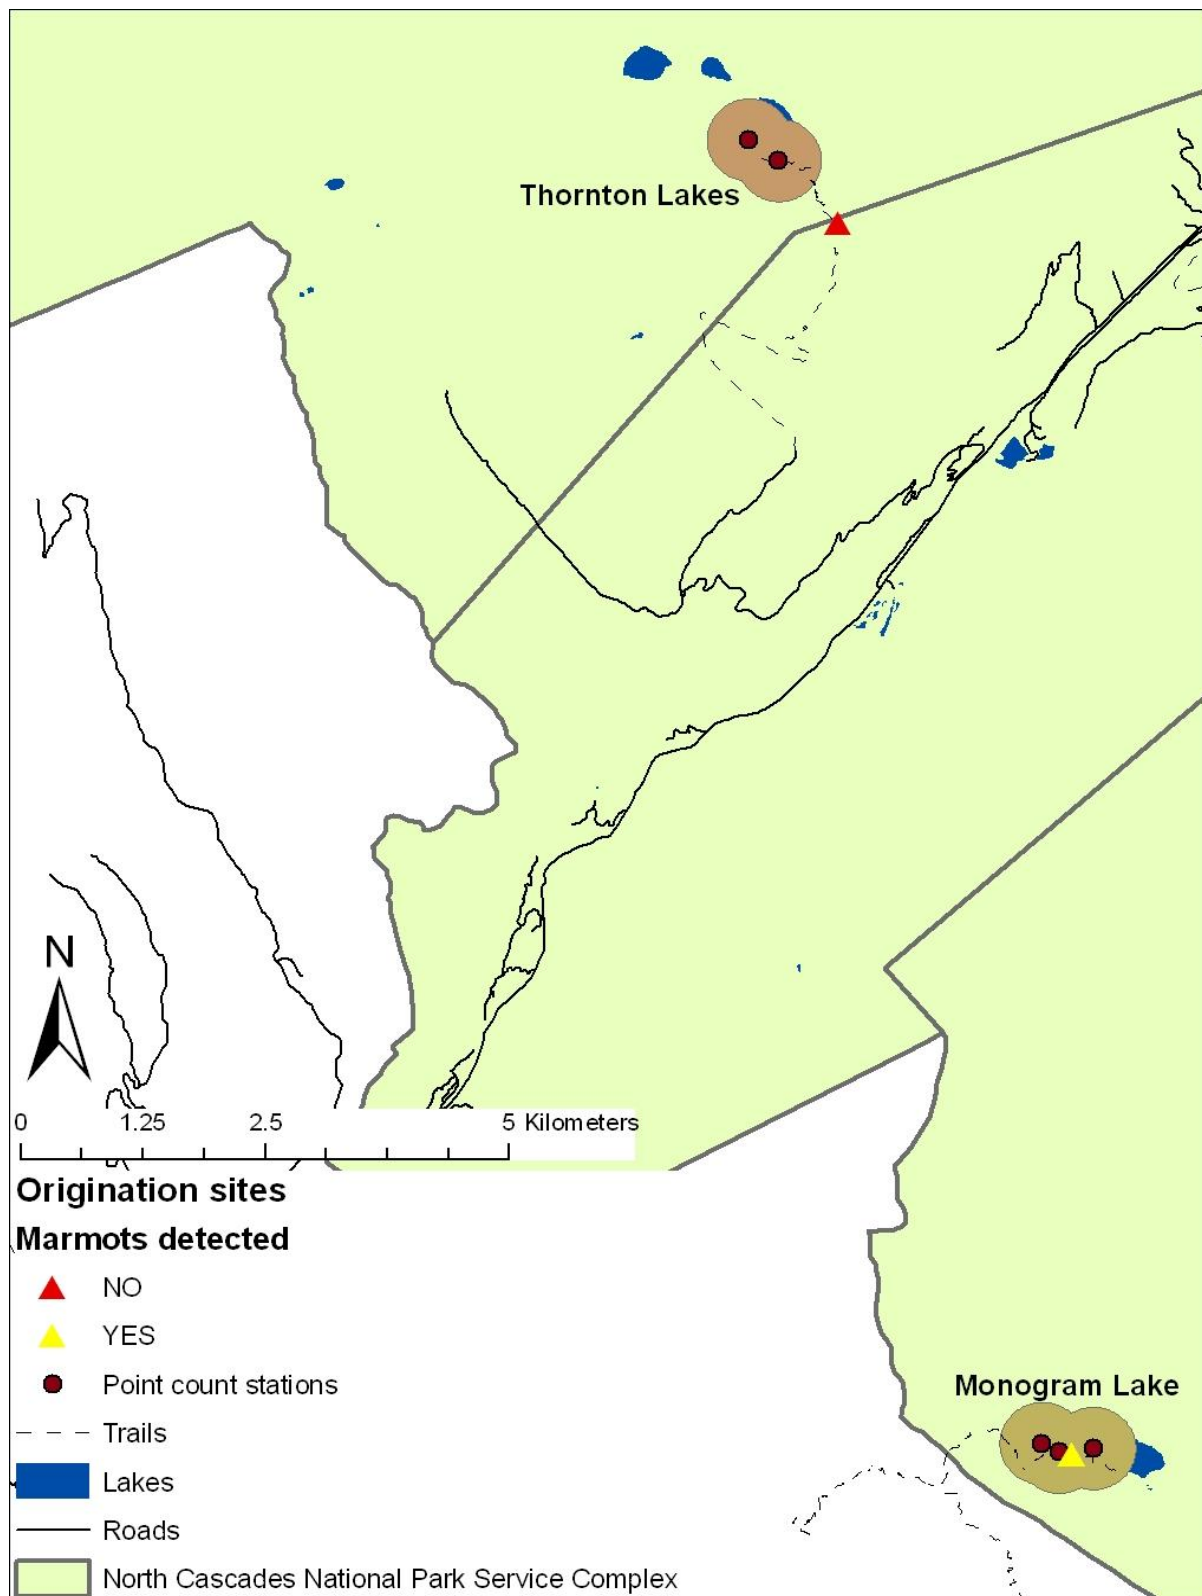 Thornton Lakes
N
0 1.25 2.5 5 Kilometers
Origination sites
Marmots detected
NO
YES
Monogram Lake
Point count stations
Trails
Lakes
Roads
North Cascades National Park Service Complex